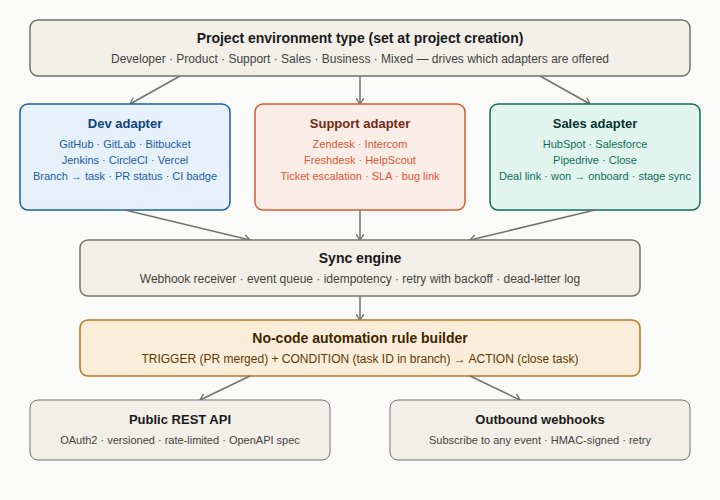 Project environment type (set at project creation)
Developer · Product · Support · Sales · Business · Mixed — drives which adapters are offered
Dev adapter
GitHub · GitLab · Bitbucket
Jenkins · CircleCI · Vercel
Branch → task · PR status · CI badge
Support adapter
Zendesk · Intercom
Freshdesk · HelpScout
Ticket escalation · SLA · bug link
Sales adapter
HubSpot · Salesforce
Pipedrive · Close
Deal link · won → onboard · stage sync
Sync engine
Webhook receiver · event queue · idempotency · retry with backoff · dead-letter log
No-code automation rule builder
TRIGGER (PR merged) + CONDITION (task ID in branch) → ACTION (close task)
Public REST API
OAuth2 · versioned · rate-limited · OpenAPI spec
Outbound webhooks
Subscribe to any event · HMAC-signed · retry